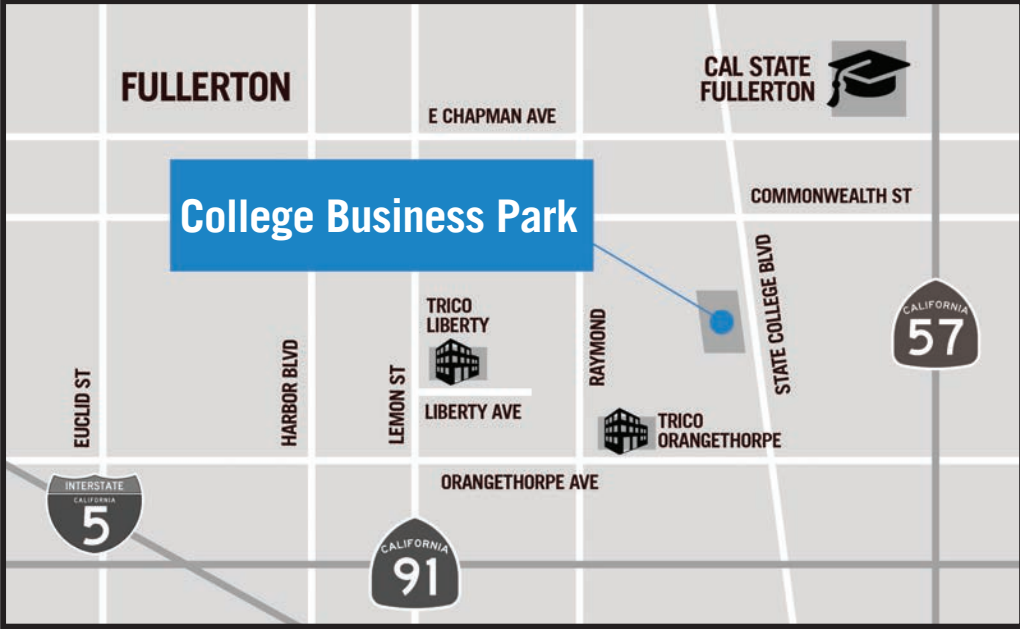 FULLERTON
CAL STATE
FULLERTON
E CHAPMAN AVE
COMMONWEALTH ST
College Business Park
STATE COLLEGE BLVD
CALIFORNIA
57
TRICO
LIBERTY
RAYMOND
HARBOR BLVD
LEMON ST
EUCLID ST
LIBERTY AVE
TRICO
ORANGETHORPE
ORANGETHORPE AVE
INTERSTATE
CALIFORNIA
5
CALIFORNIA
91